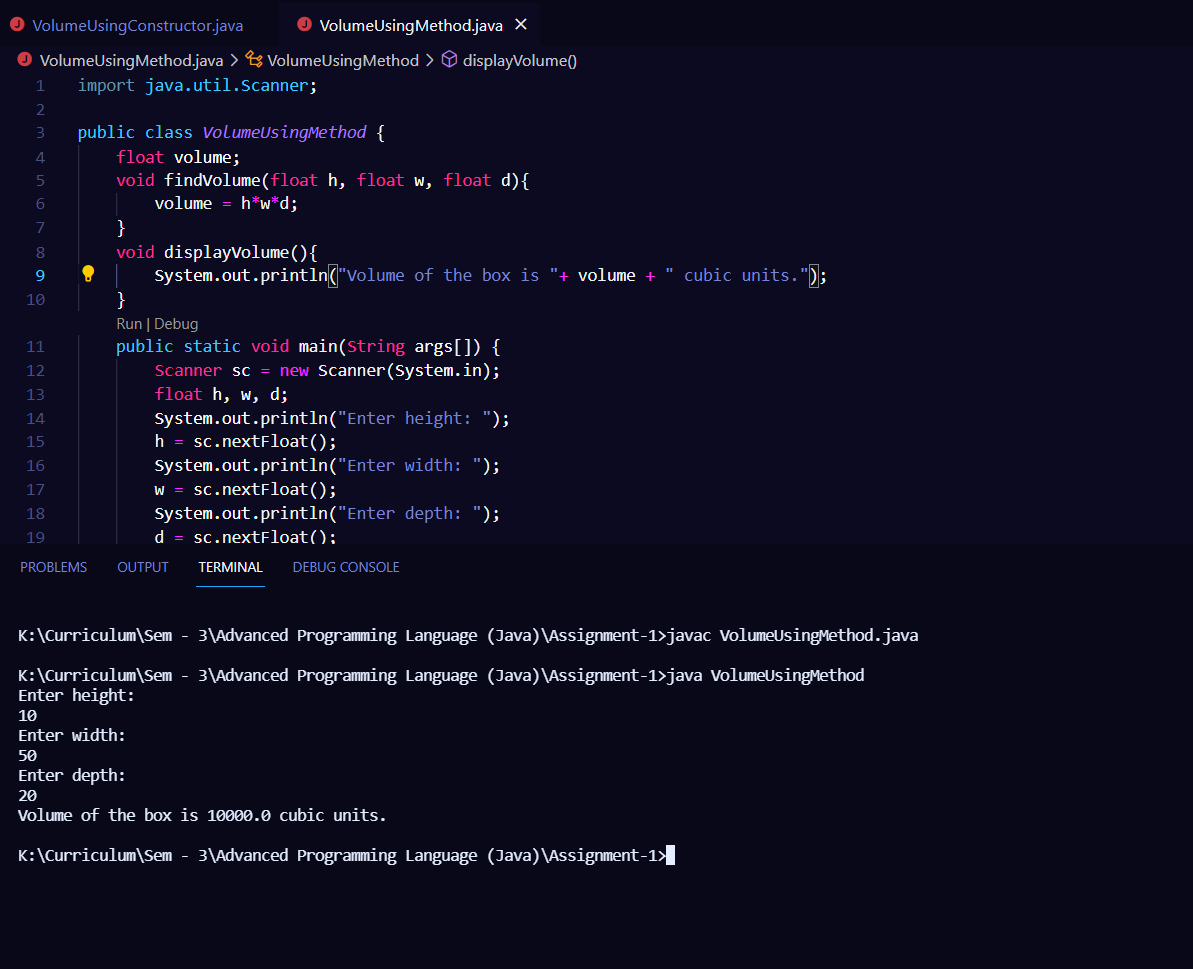 VolumeUsingConstructor.java VolumeUsingMethod.java
VolumeUsingMethod.java > VolumeUsingMethod > displayVolume()
1 import java.util.Scanner;
2
3 public class VolumeUsingMethod {
4 float volume;
5 void findVolume(float h, float w, float d){
6 volume = h*w*d;
7 }
8 void displayVolume(){
9 System.out.println("Volume of the box is "+ volume + " cubic units.");
10 }
Run | Debug
11 public static void main(String args[]) {
12 Scanner sc = new Scanner(System.in);
13 float h, w, d;
14 System.out.println("Enter height: ");
15 h = sc.nextFloat();
16 System.out.println("Enter width: ");
17 w = sc.nextFloat();
18 System.out.println("Enter depth: ");
19 d = sc.nextFloat();
PROBLEMS OUTPUT TERMINAL DEBUG CONSOLE
K:\Curriculum\Sem - 3\Advanced Programming Language (Java)\Assignment-1>javac VolumeUsingMethod.java
K:\Curriculum\Sem - 3\Advanced Programming Language (Java)\Assignment-1>java VolumeUsingMethod
Enter height:
10
Enter width:
50
Enter depth:
20
Volume of the box is 10000.0 cubic units.
K:\Curriculum\Sem - 3\Advanced Programming Language (Java)\Assignment-1>